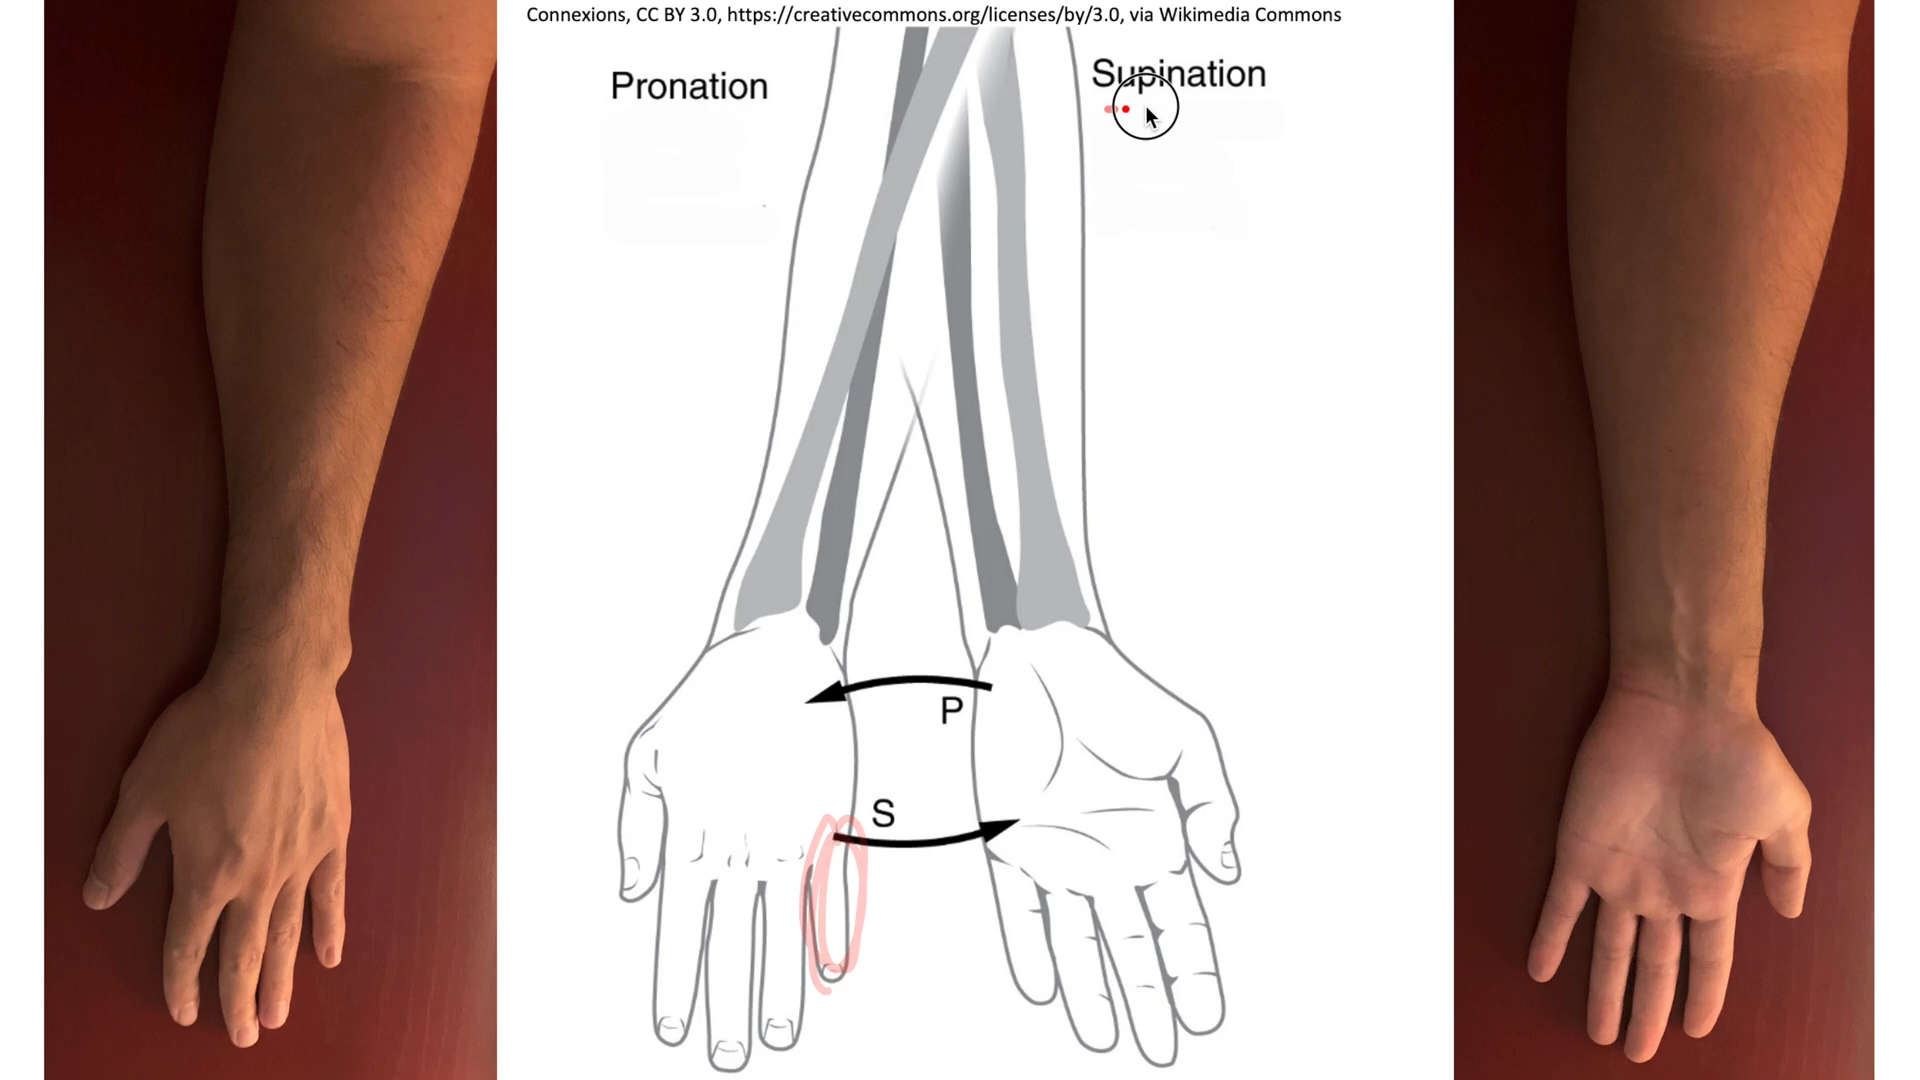 Connexions, CC BY 3.0, https://creativecommons.org/licenses/by/3.0, via Wikimedia Commons
Pronation
Supination
P
S